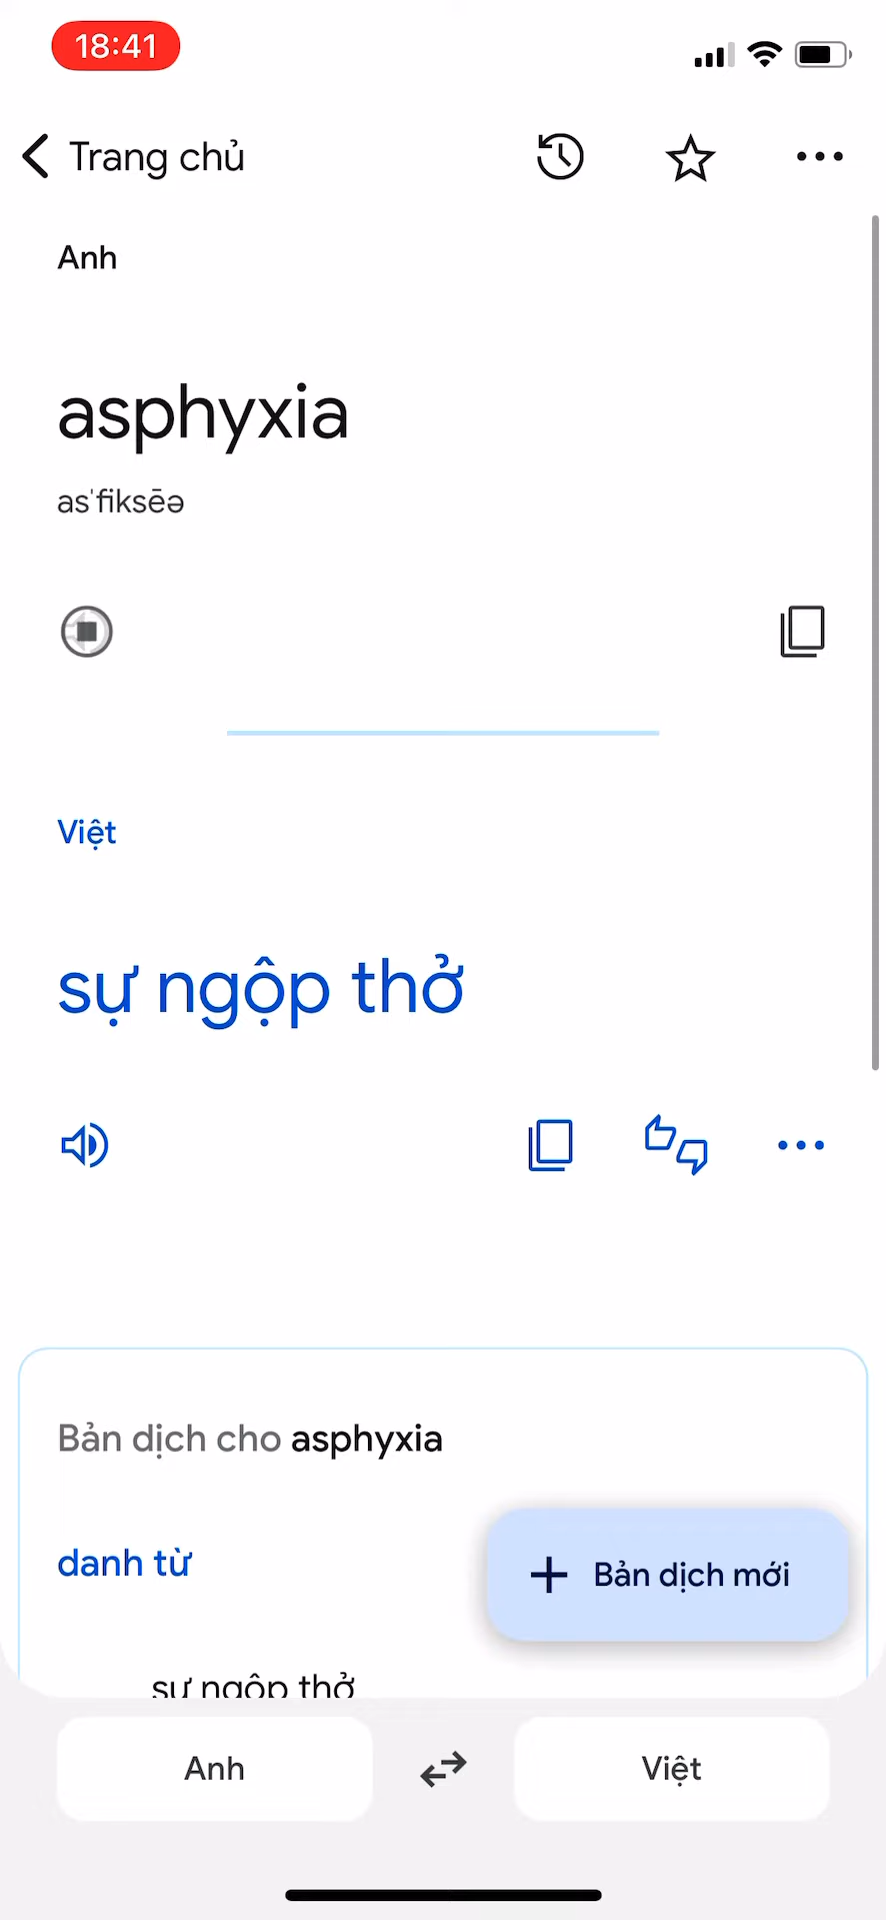 18:41
Trang chủ
Anh
asphyxia
asˈfiksēə
Việt
sự ngộp thở
Bản dịch cho asphyxia
danh từ
Bản dịch mới
sự ngộp thở
Anh
Việt